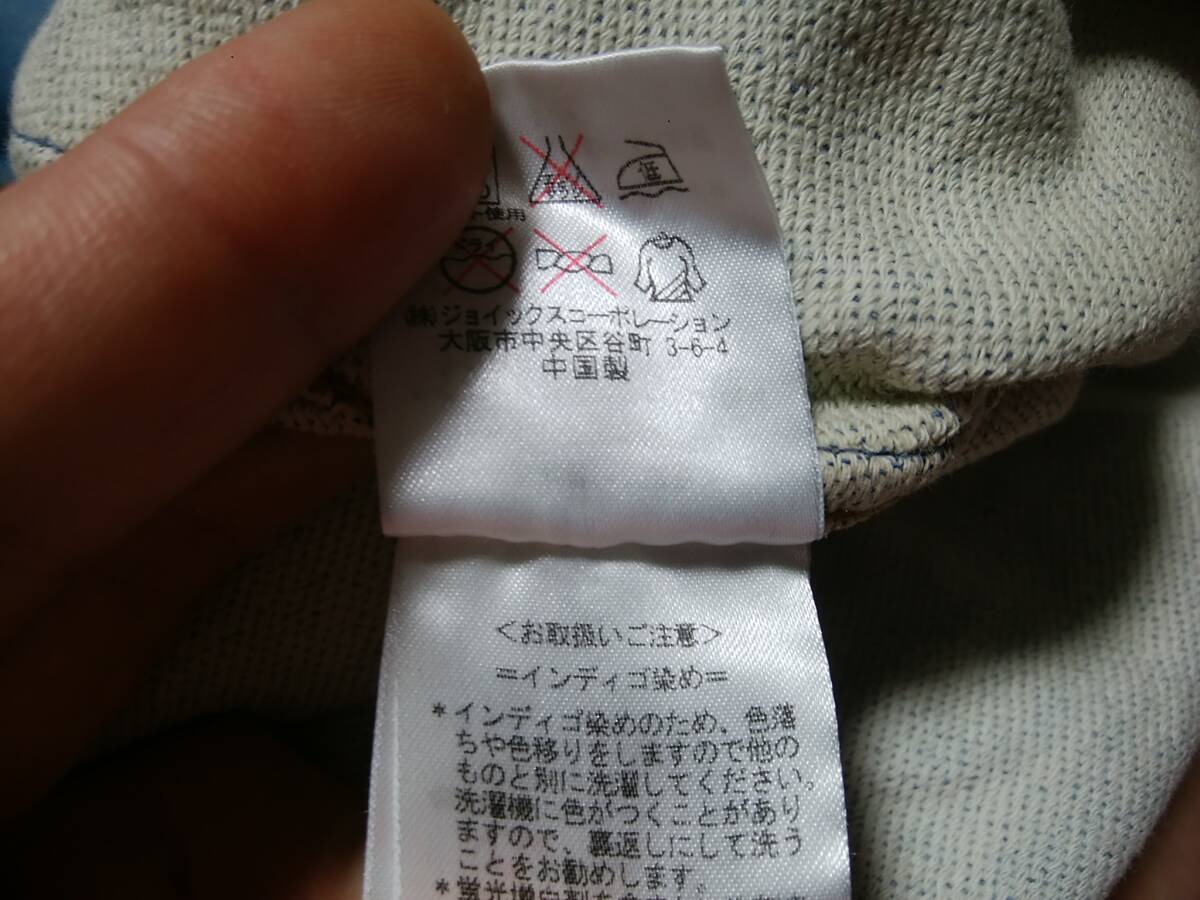 使用
低
ドライ
㈱ジョイックスコーポレーション
大阪市中央区谷町 3-6-4
中国製
＜お取扱いご注意＞
=インディゴ染め=
*インディゴ染めのため、色落
ちや色移りをしますので他の
ものと別に洗濯してください。
洗濯機に色がつくことがあり
ますので、裏返しにして洗う
ことをお勧めします。
*蛍光増白剤